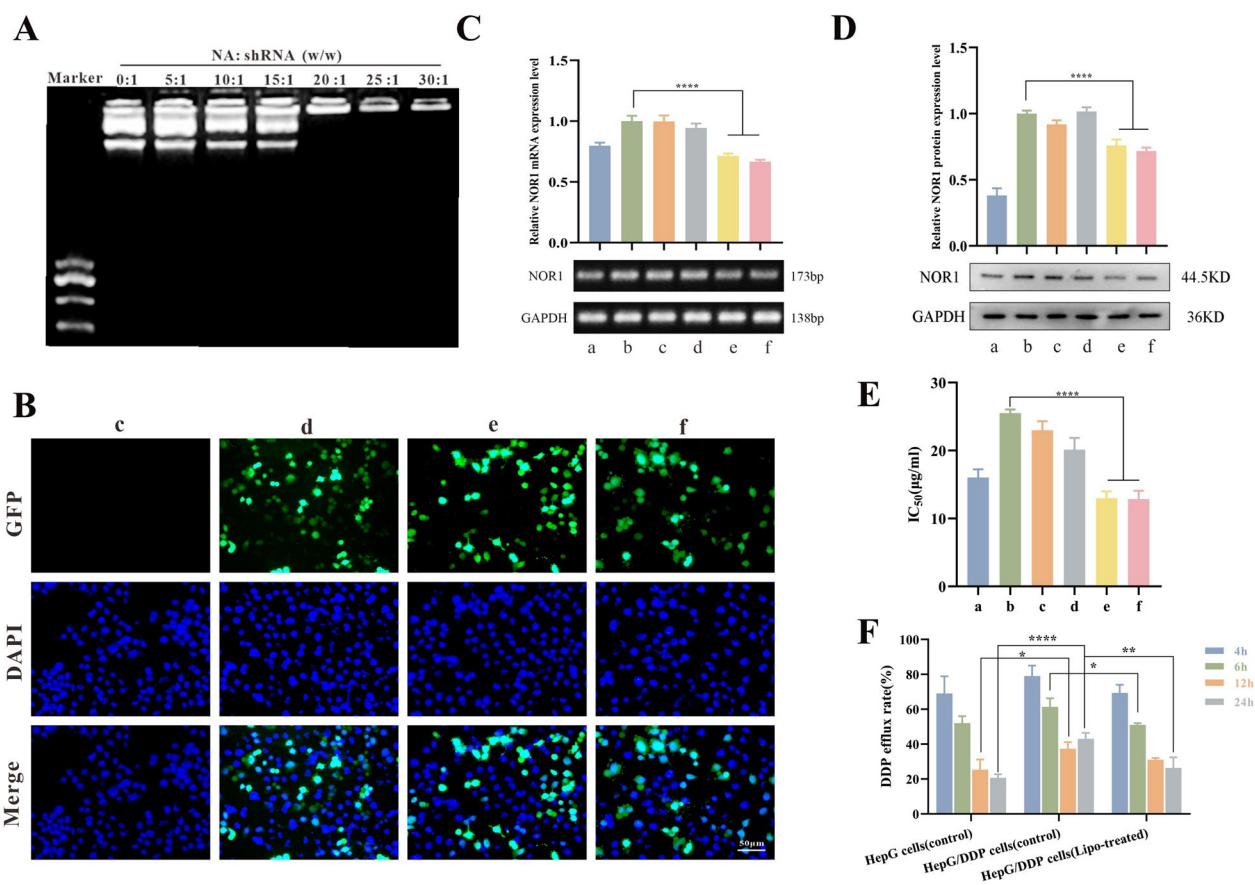 A
NA: shRNA (w/w)
Marker 0:1 5:1 10:1 15:1 20:1 25:1 30:1
B
c d e f
GFP
DAPI
Merge
50μm
C
Relative NOR1 mRNA expression level
1.5
1.0
0.5
0.0
****
NOR1 173bp
GAPDH 138bp
a b c d e f
D
Relative NOR1 protein expression level
1.5
1.0
0.5
0.0
****
NOR1 44.5KD
GAPDH 36KD
a b c d e f
E
IC50(μg/ml)
30
20
10
0
****
a b c d e f
F
DDP efflux rate(%)
100
80
60
40
20
0
****
* **
*
4h
6h
12h
24h
HepG cells(control)
HepG/DDP cells(control)
HepG/DDP cells(Lipo-treated)